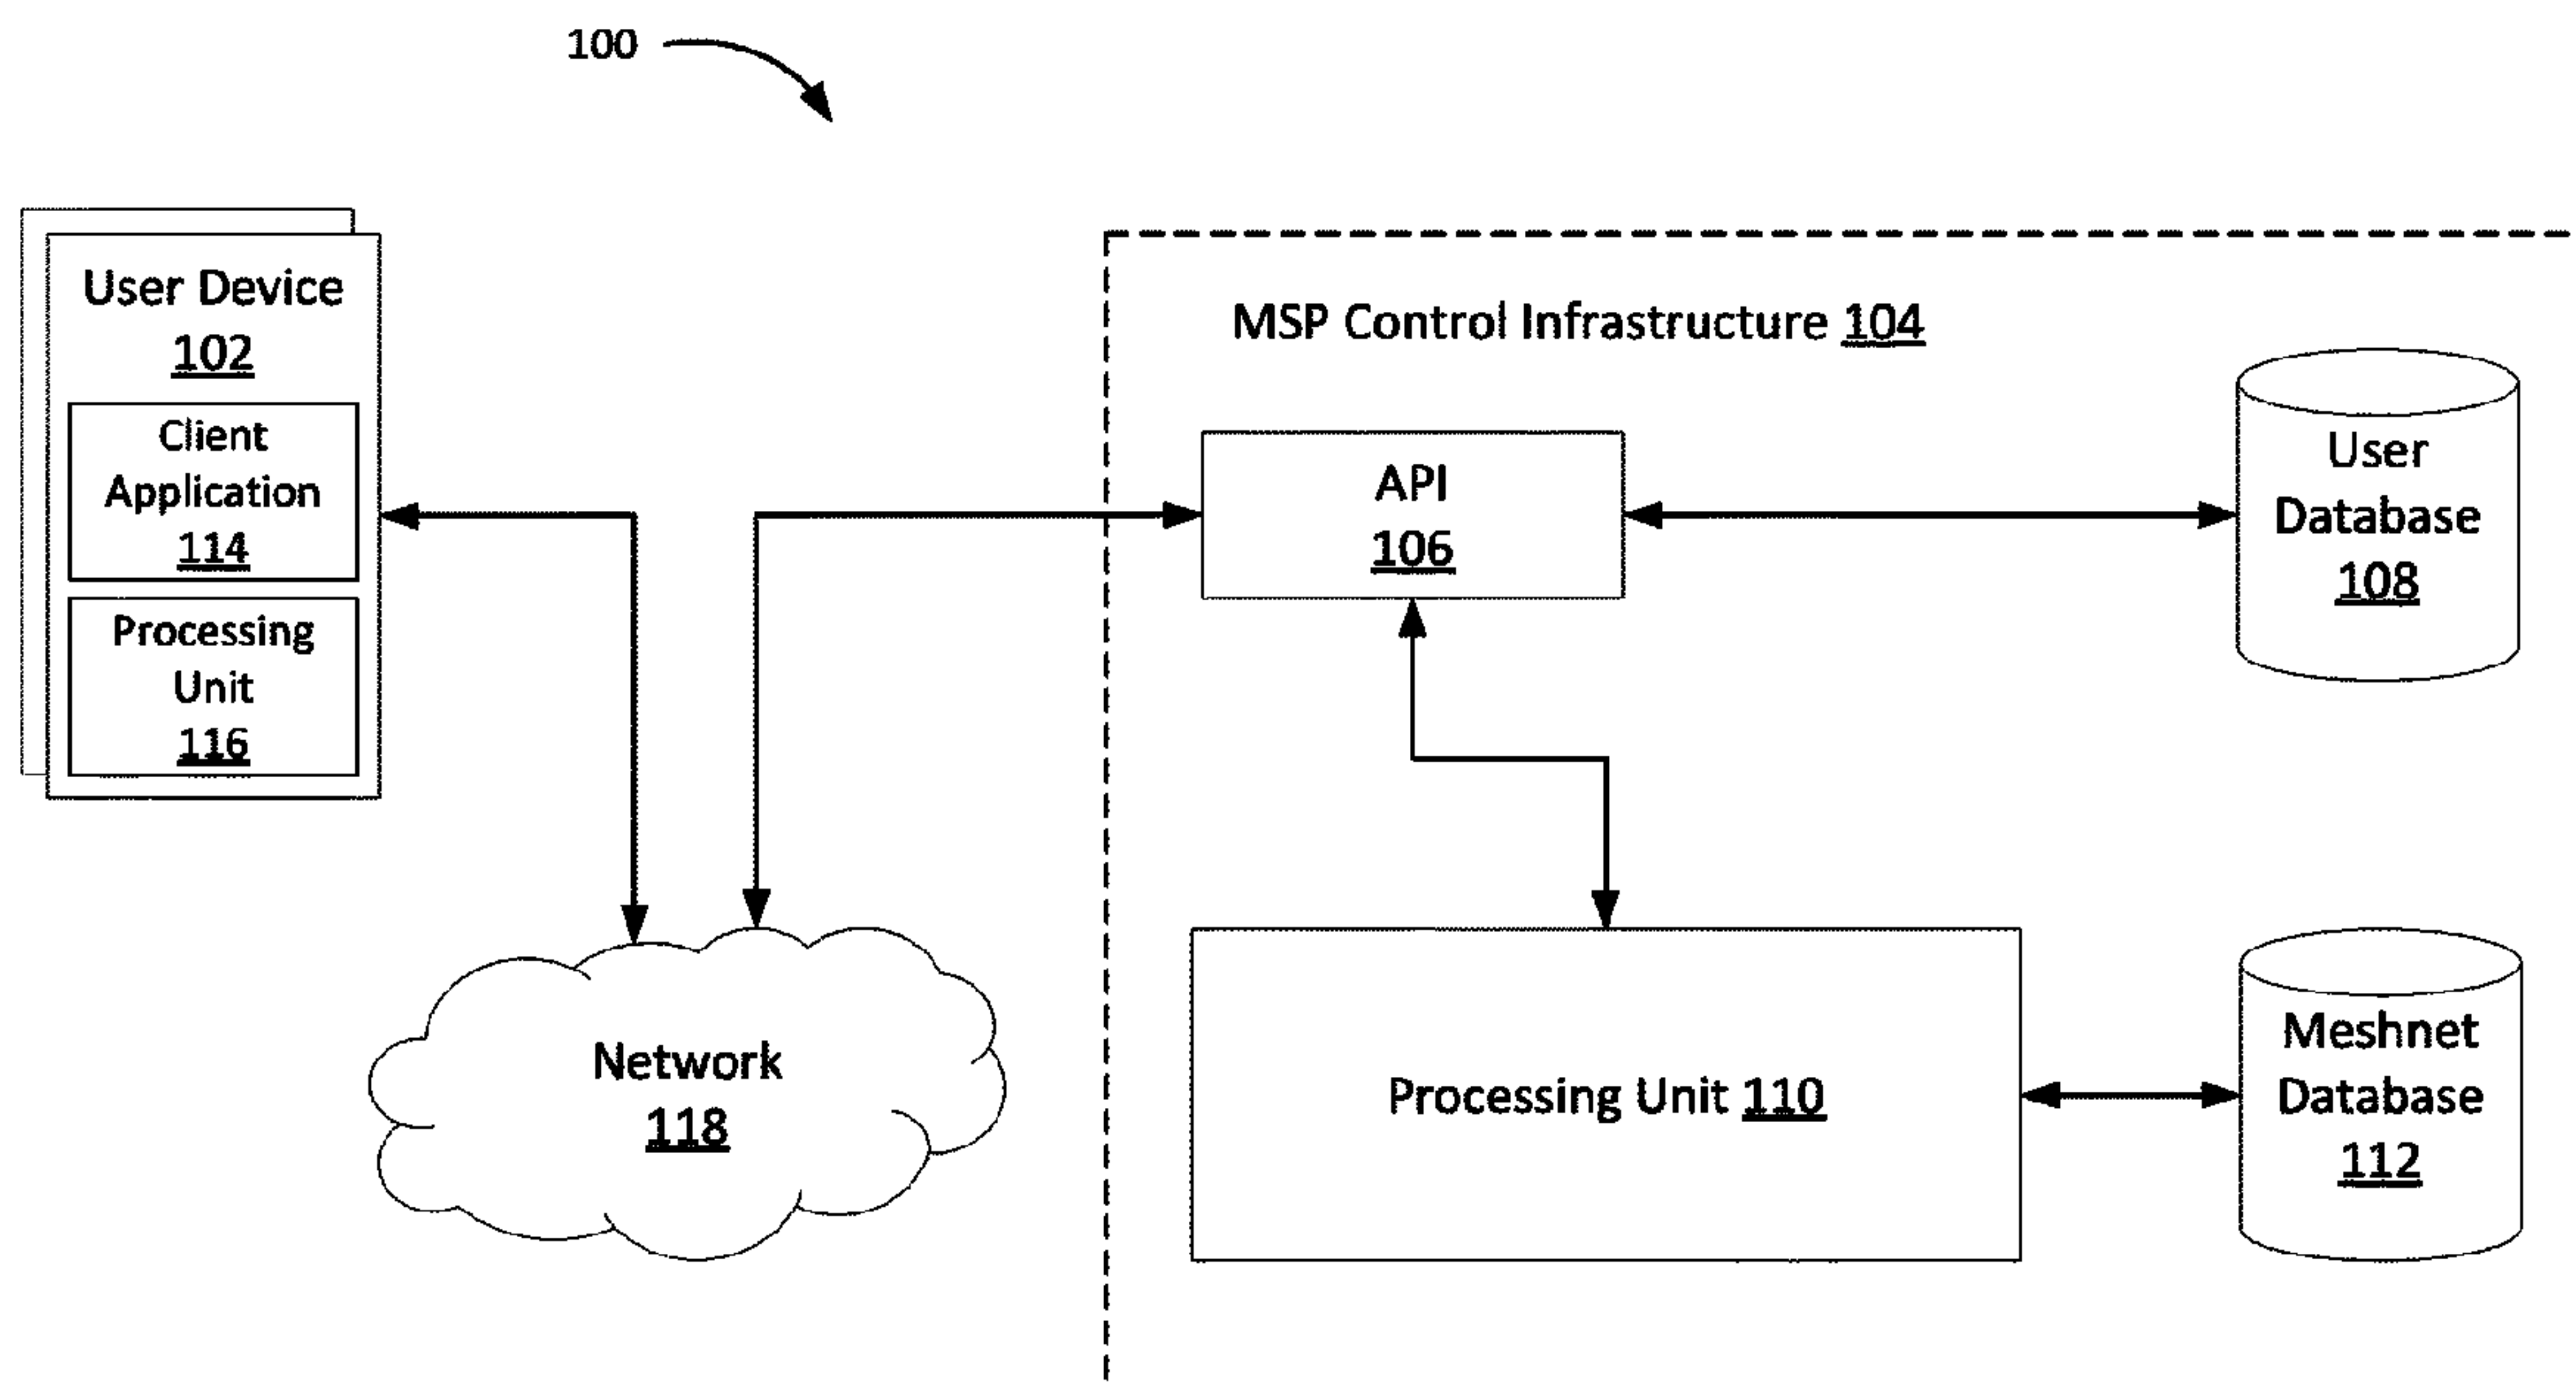 100
User Device
102
Client
Application
114
Processing
Unit
116
MSP Control Infrastructure 104
API
106
User
Database
108
Network
118
Processing Unit 110
Meshnet
Database
112